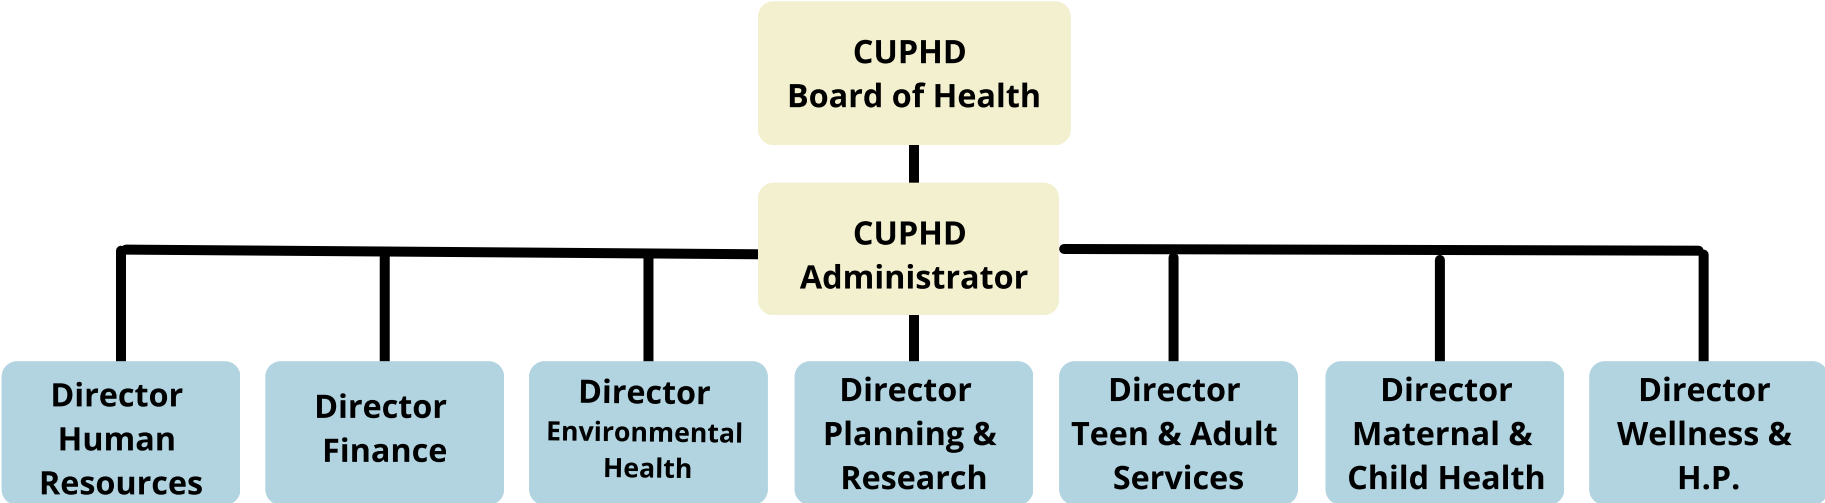 CUPHD
Board of Health
CUPHD
Administrator
Director
Human
Resources
Director
Finance
Director
Environmental
Health
Director
Planning &
Research
Director
Teen & Adult
Services
Director
Maternal &
Child Health
Director
Wellness &
H.P.